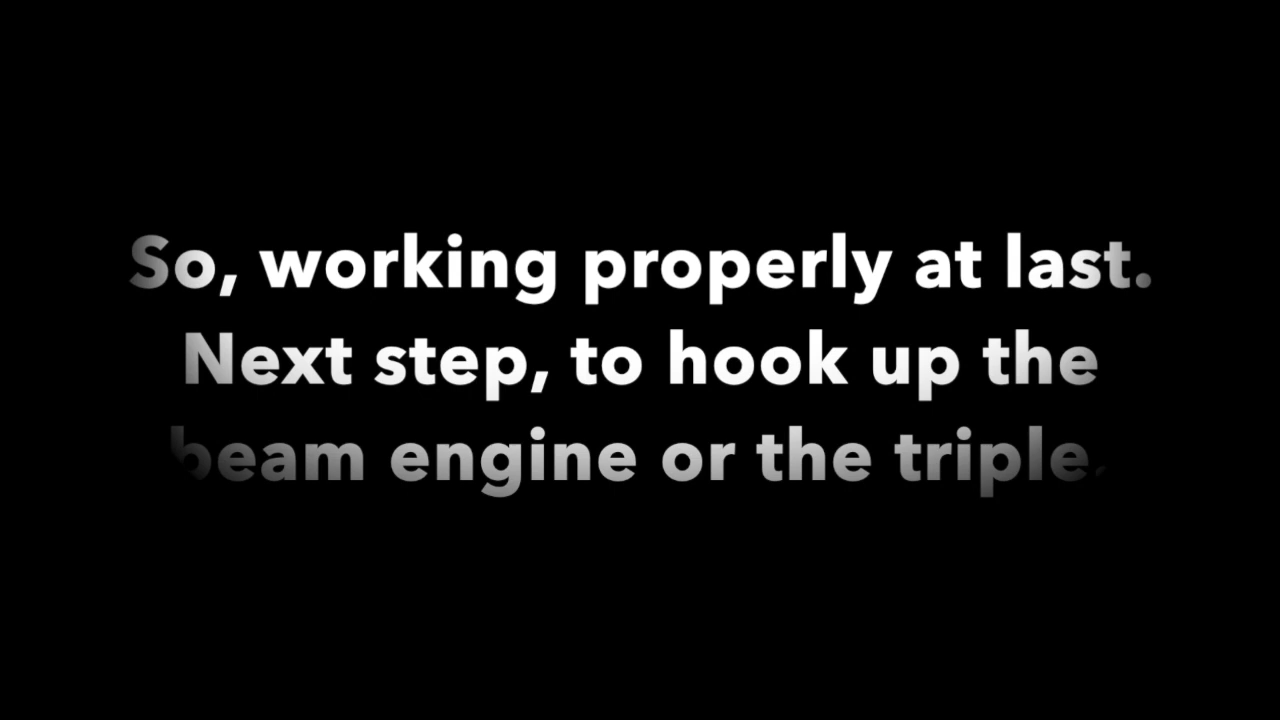 So, working properly at last.
Next step, to hook up the
beam engine or the triple.